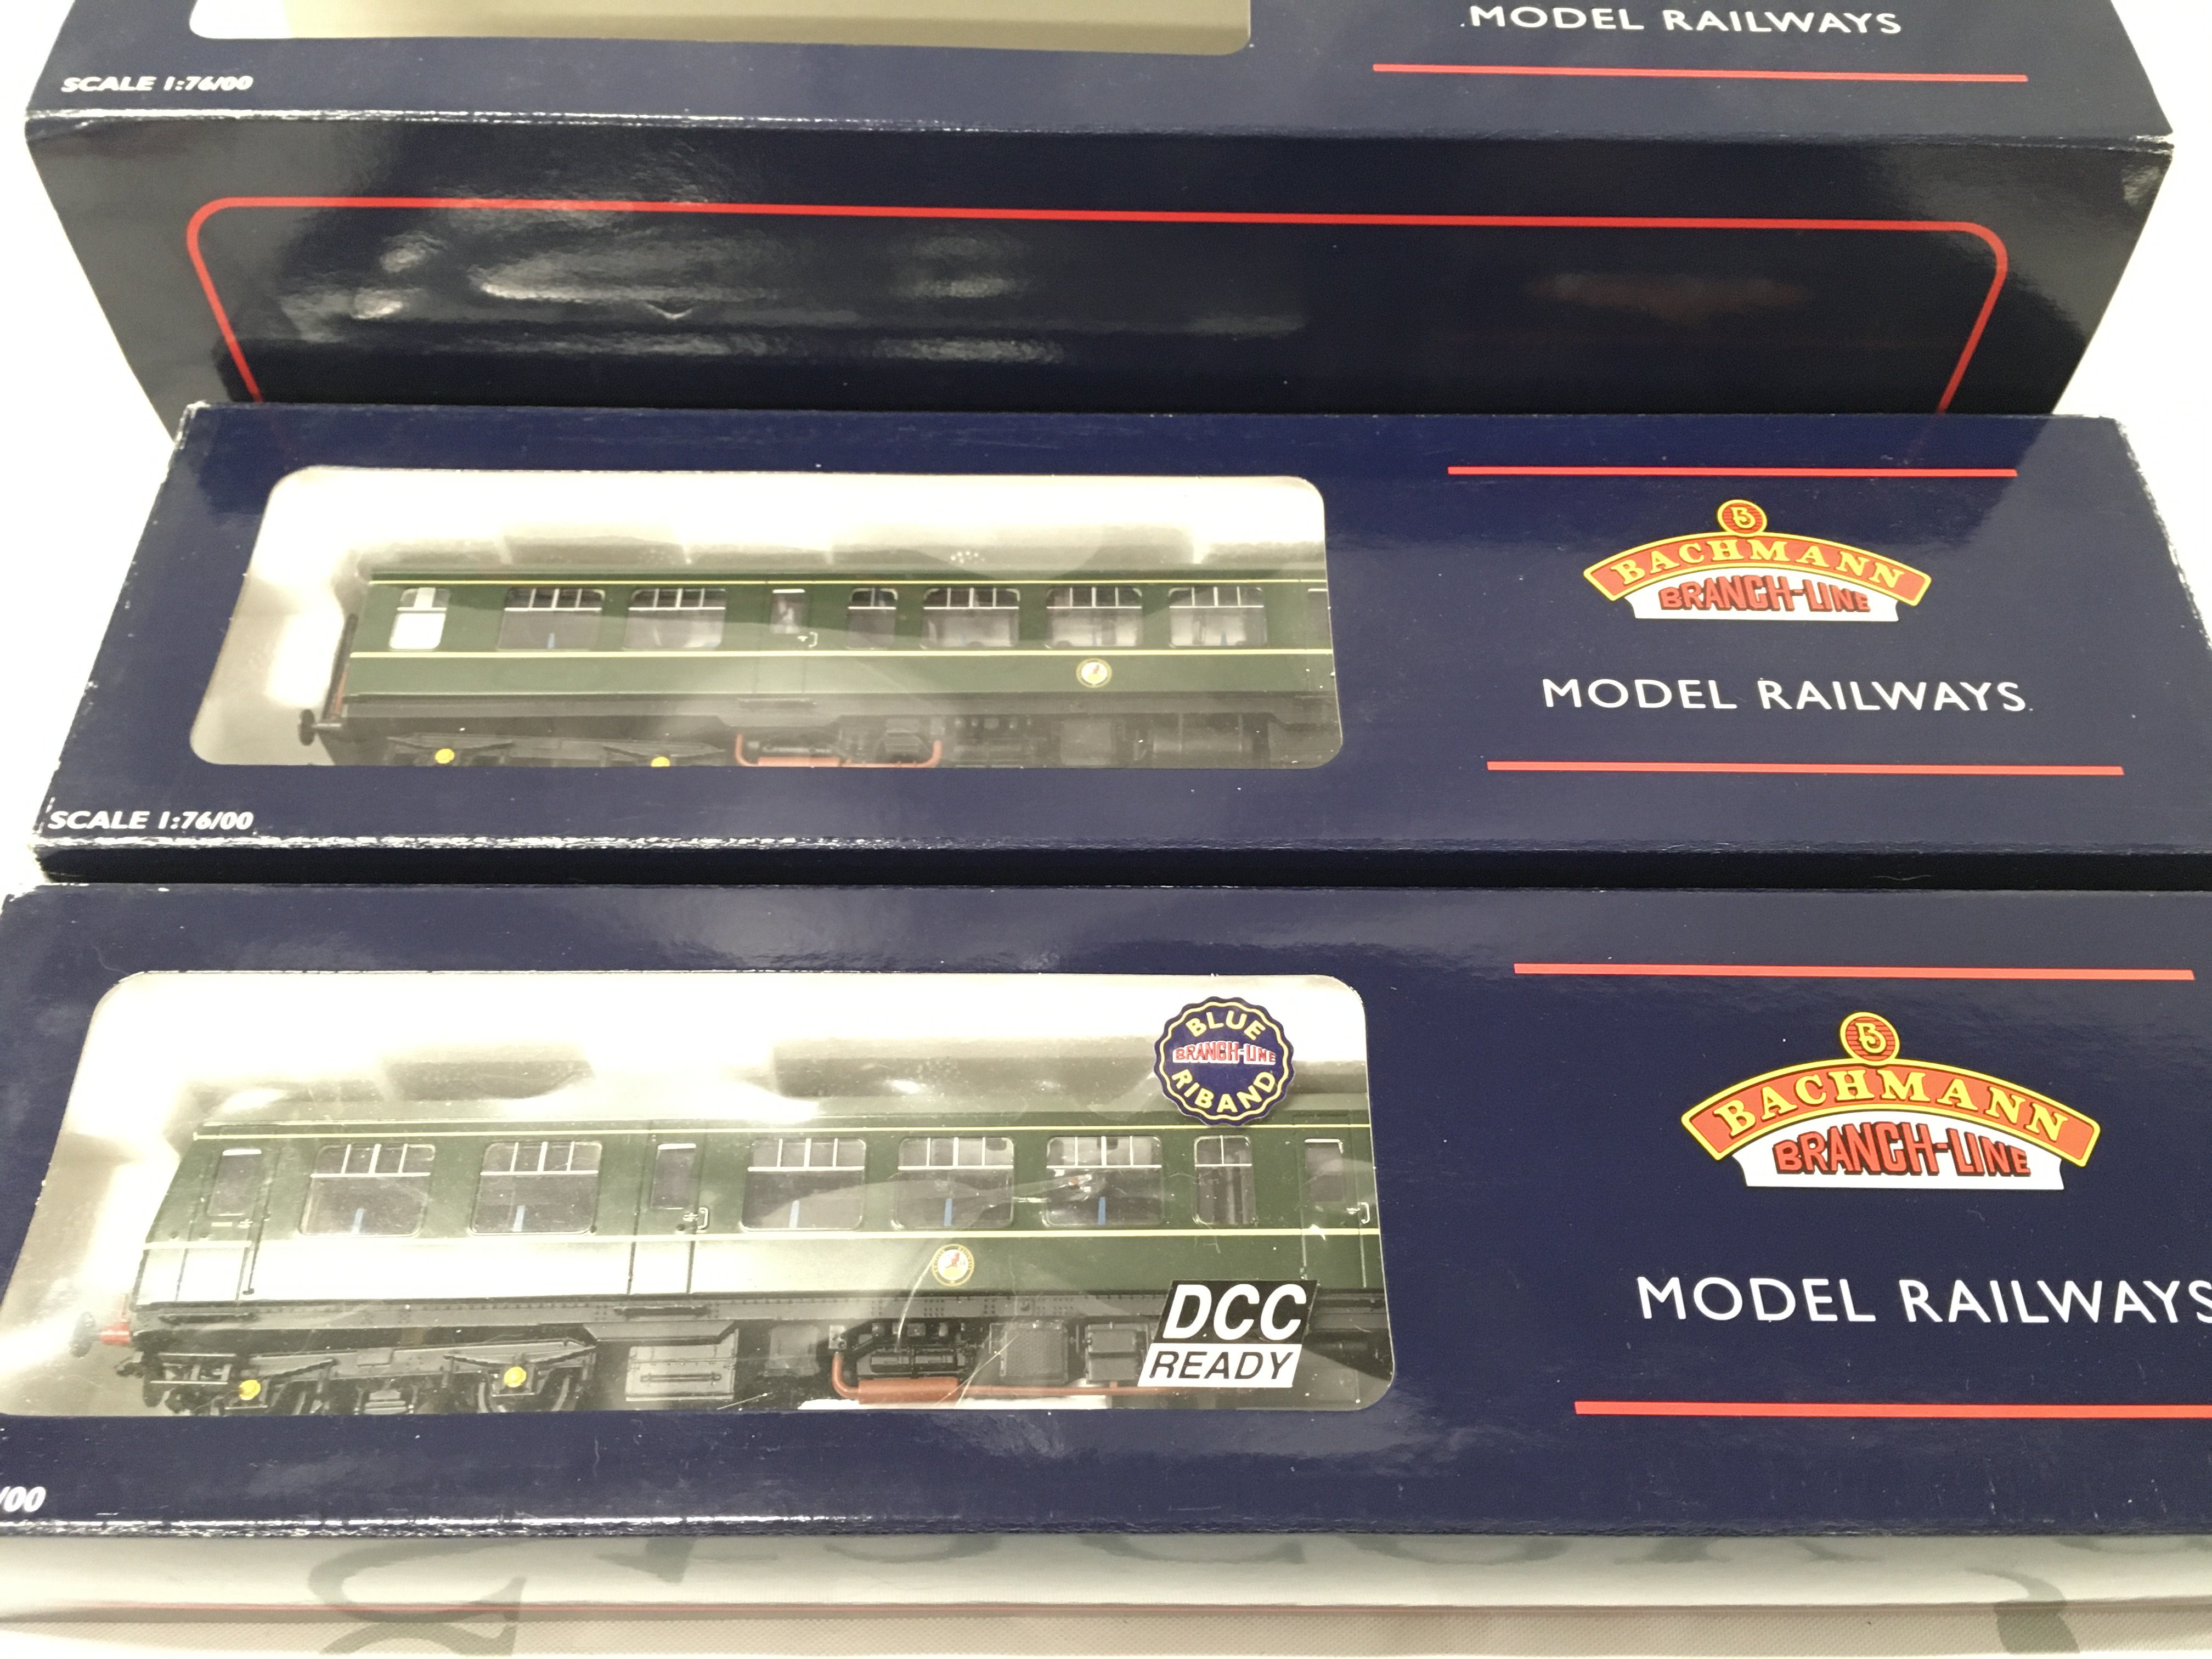 MODEL RAILWAYS
SCALE 1:76/00
B
BACHMANN
BRANCH-LINE
MODEL RAILWAYS
SCALE 1:76/00
BLUE
BRANCH-LINE
RIBAND
B
BACHMANN
BRANCH-LINE
MODEL RAILWAYS
DCC
READY
/00